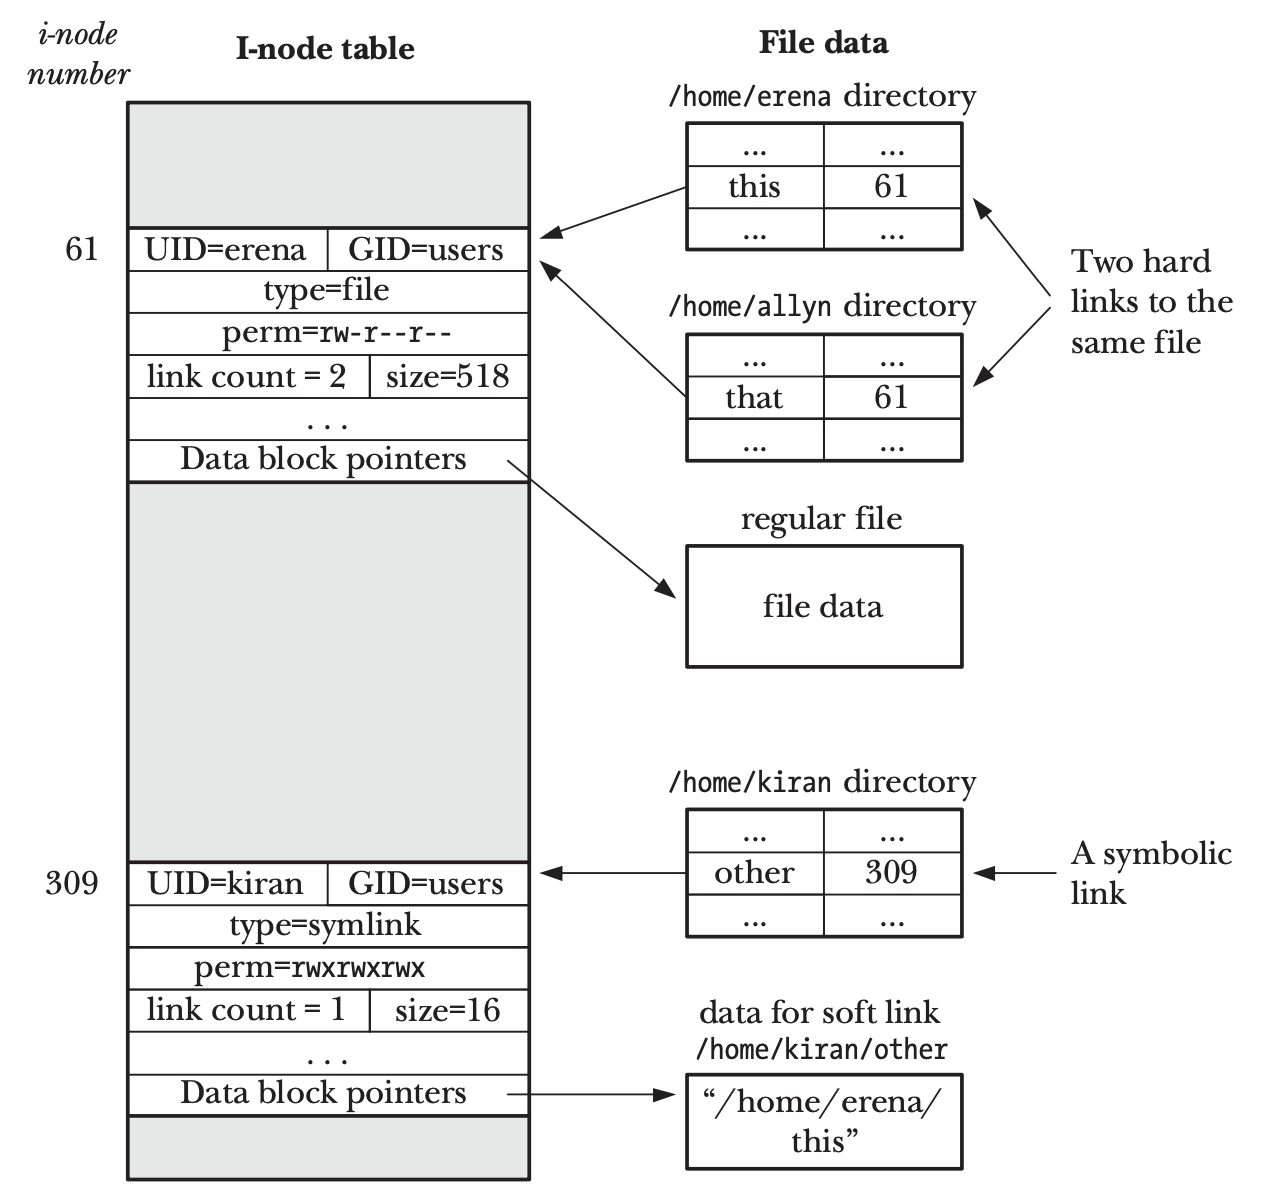 i-node
number
I-node table
File data
/home/erena directory
... ...
this 61
... ...
61
UID=erena GID=users
type=file
perm=rw-r--r--
link count = 2 size=518
. . .
Data block pointers
/home/allyn directory
... ...
that 61
... ...
Two hard
links to the
same file
regular file
file data
/home/kiran directory
... ...
other 309
... ...
A symbolic
link
309
UID=kiran GID=users
type=symlink
perm=rwxrwxrwx
link count = 1 size=16
. . .
Data block pointers
data for soft link
/home/kiran/other
“/home/erena/
this”